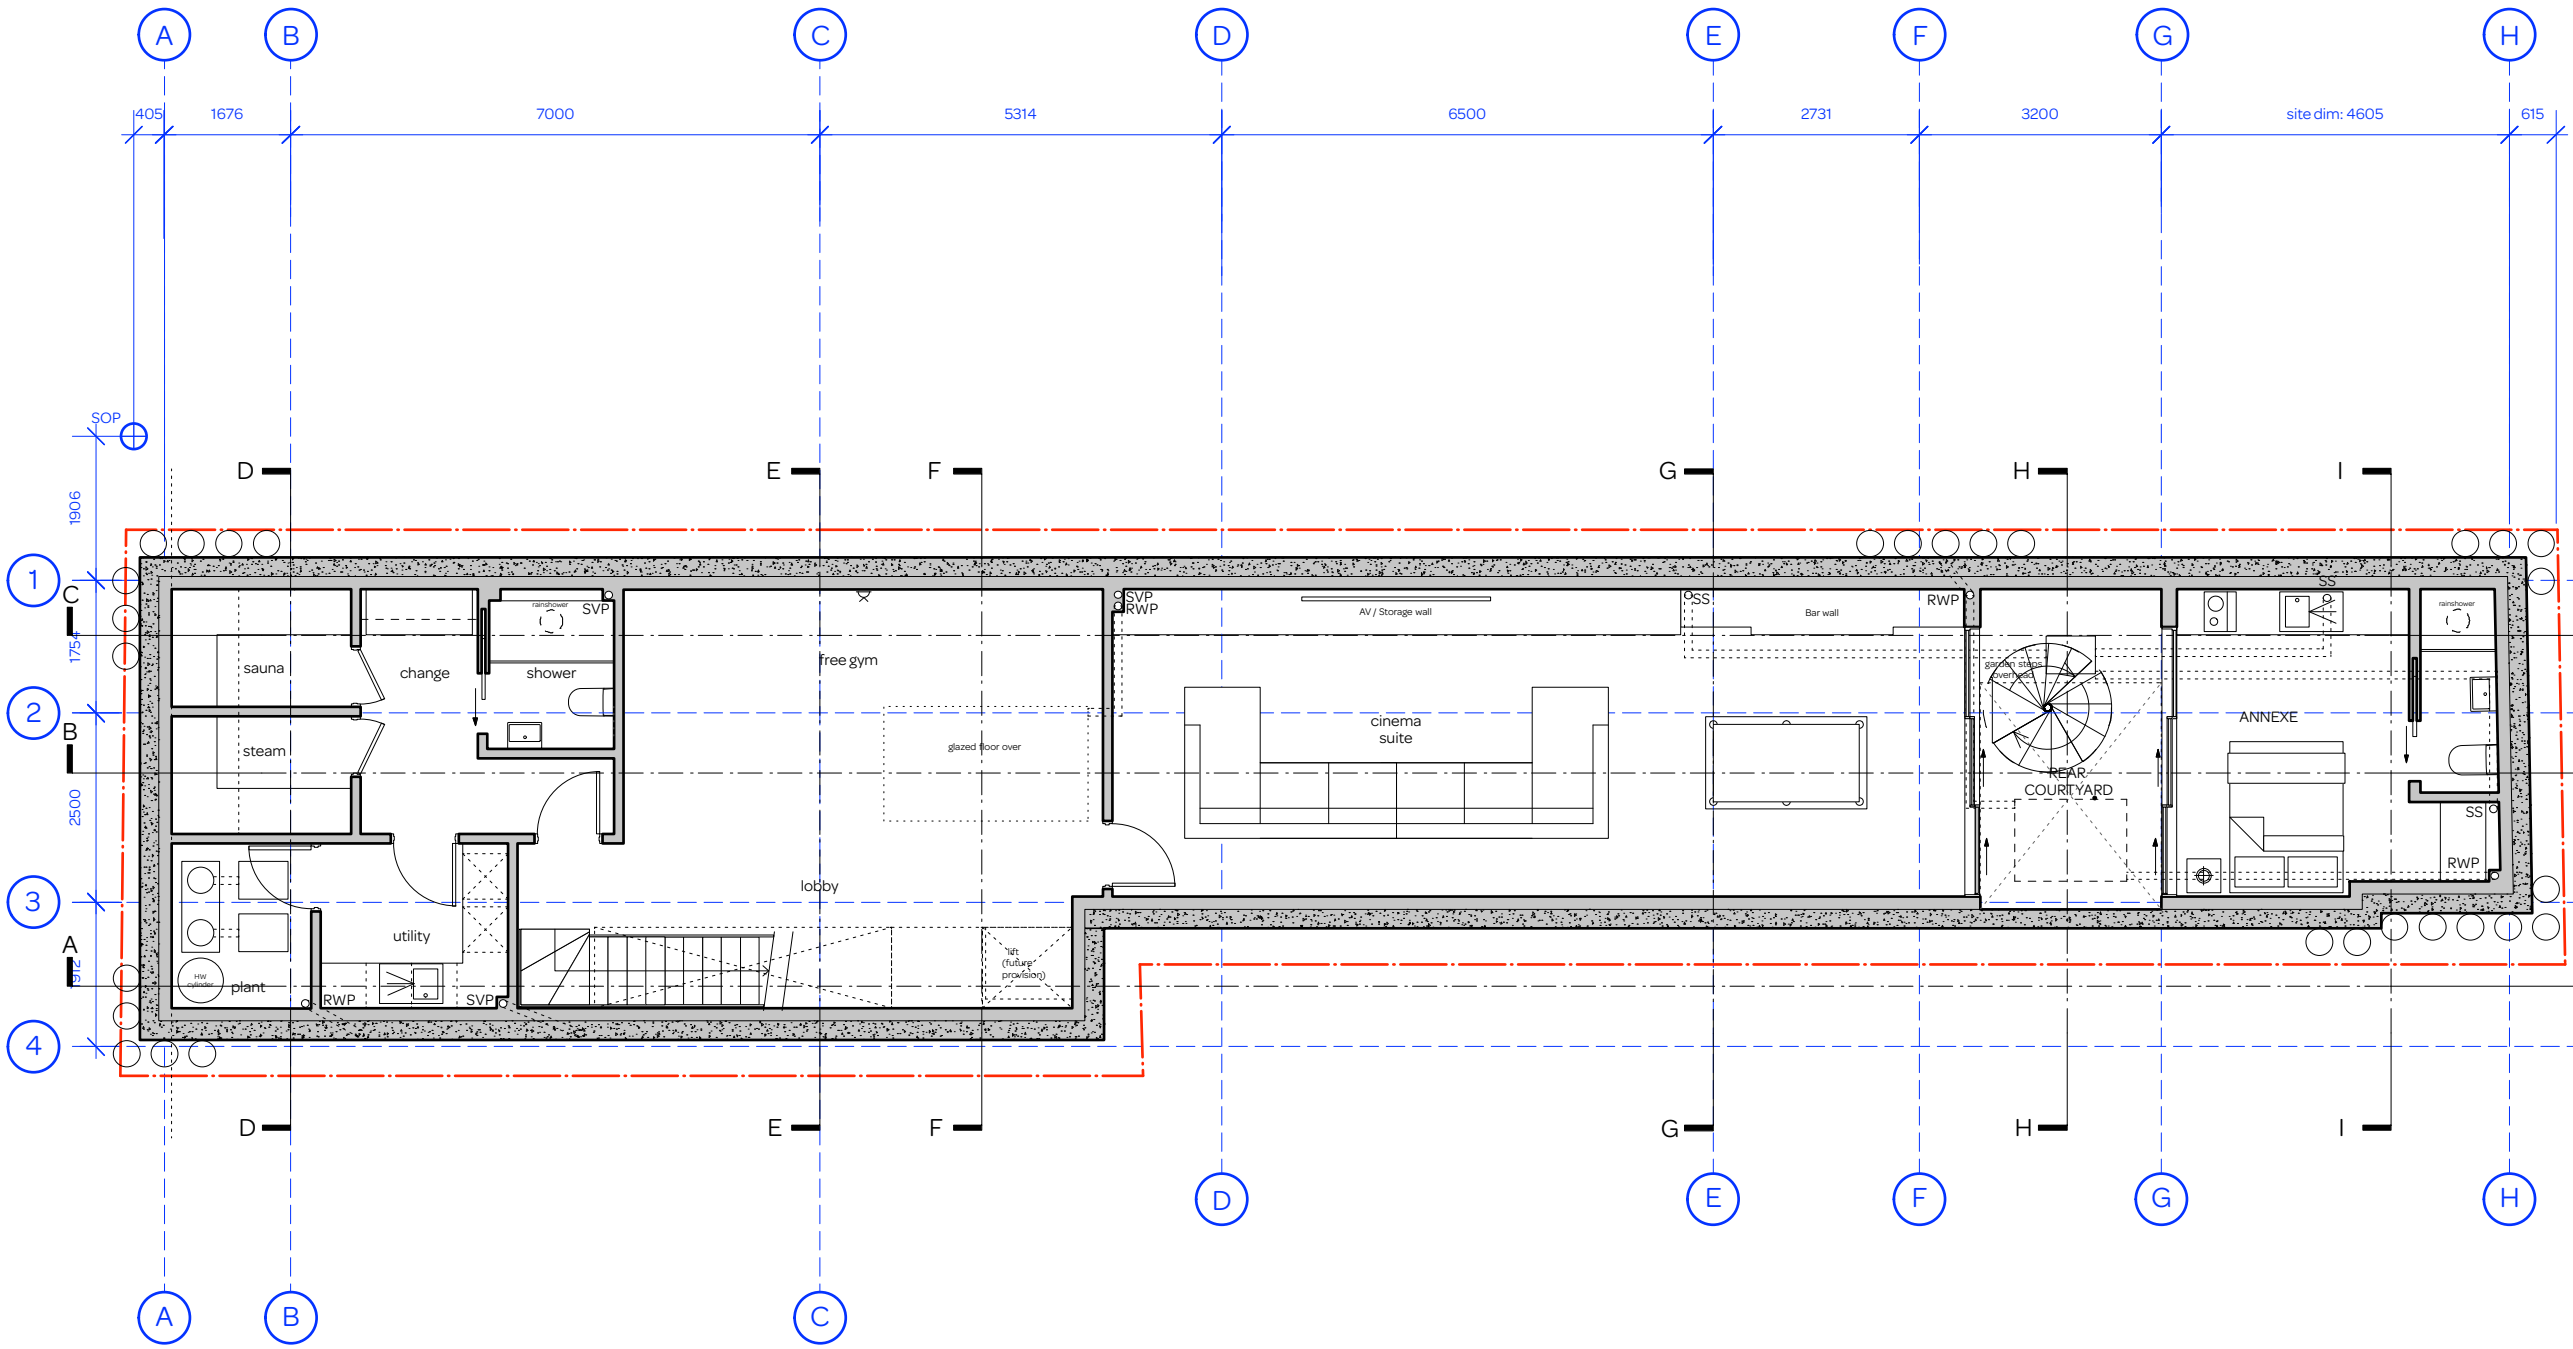 A B C D E F G H
405 1676 7000 5314 6500 2731 3200 site dim: 4605 615
SOP
D E F G H I
1906
1
C
1754
2
B
2500
3
A
912
4
SS
rainshower
SVP
SVP
RWP
AV / Storage wall
SS
Bar wall
RWP
rainshower
sauna
change
shower
free gym
garden steps
overhead
steam
glazed floor over
cinema
suite
ANNEXE
REAR
COURTYARD
SS
RWP
lobby
utility
lift
(future
provision)
HW
cylinder
plant
RWP
SVP
D E F G H I
D E F G H
A B C